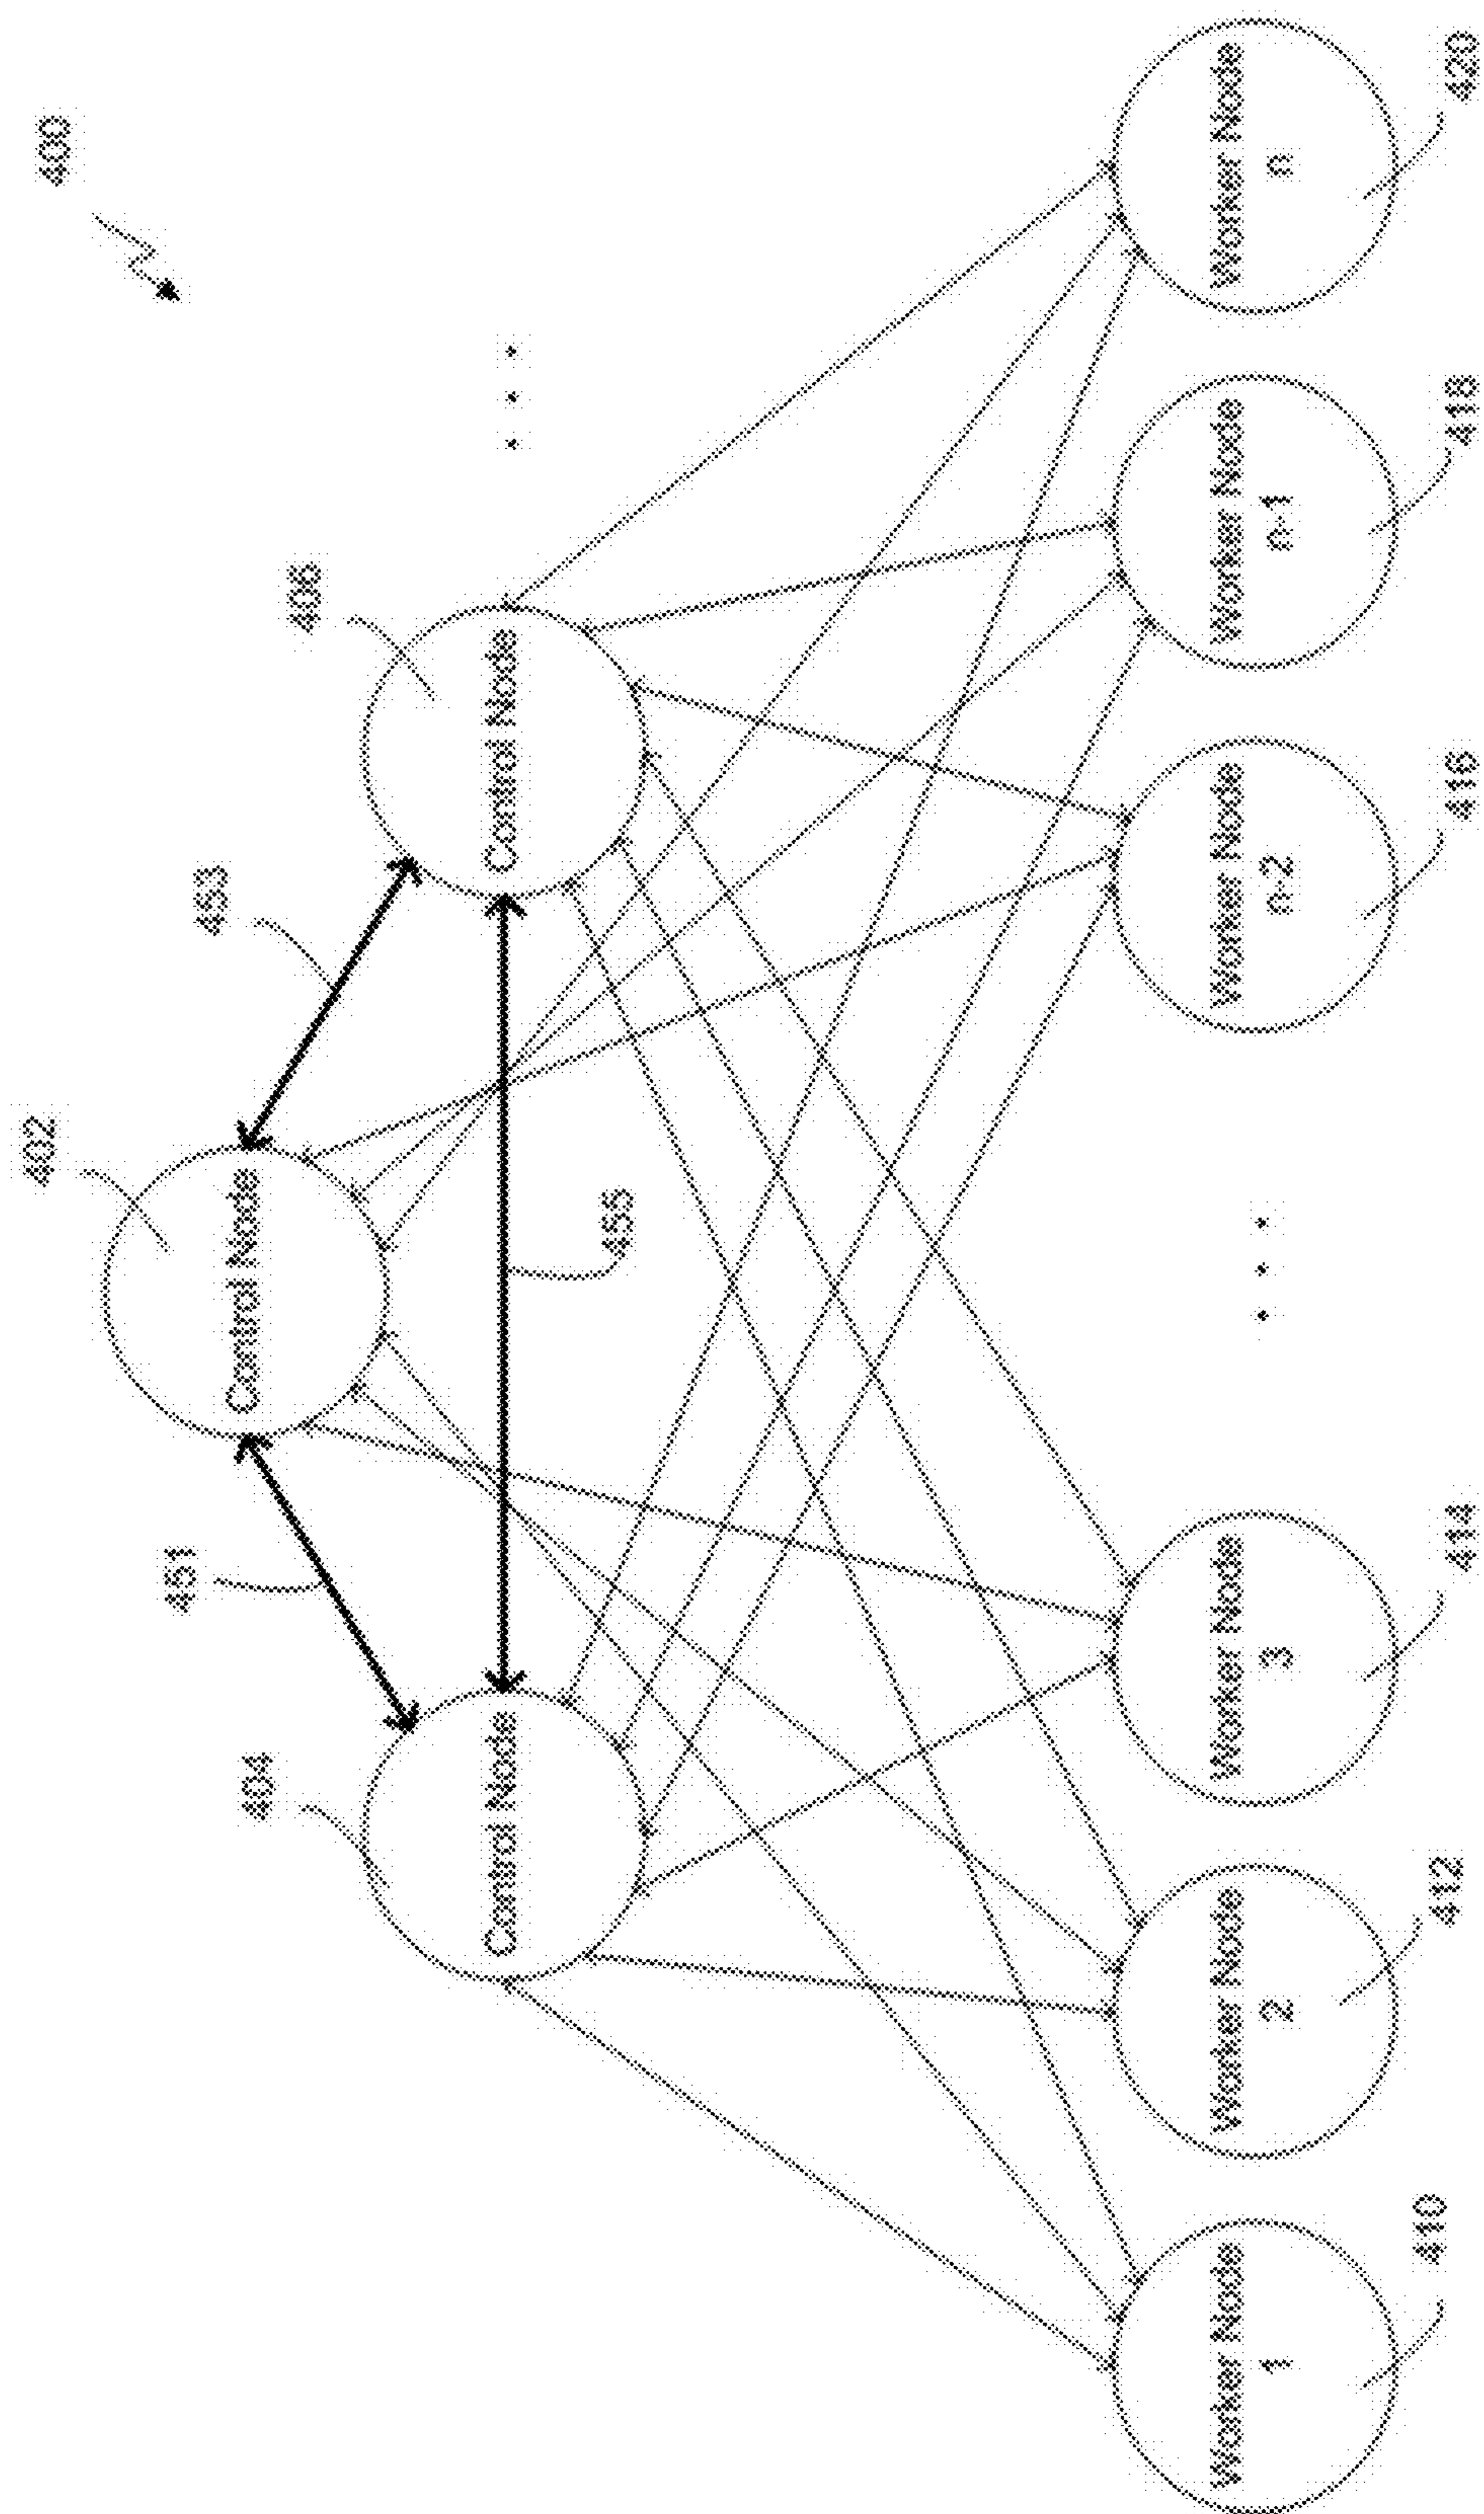 400
402
451
453
404
406
Control Node
Control Node
Control Node
455
. . .
Worker Node
1
Worker Node
2
Worker Node
3
. . .
Worker Node
n-2
Worker Node
n-1
Worker Node
n
410
412
414
416
418
420